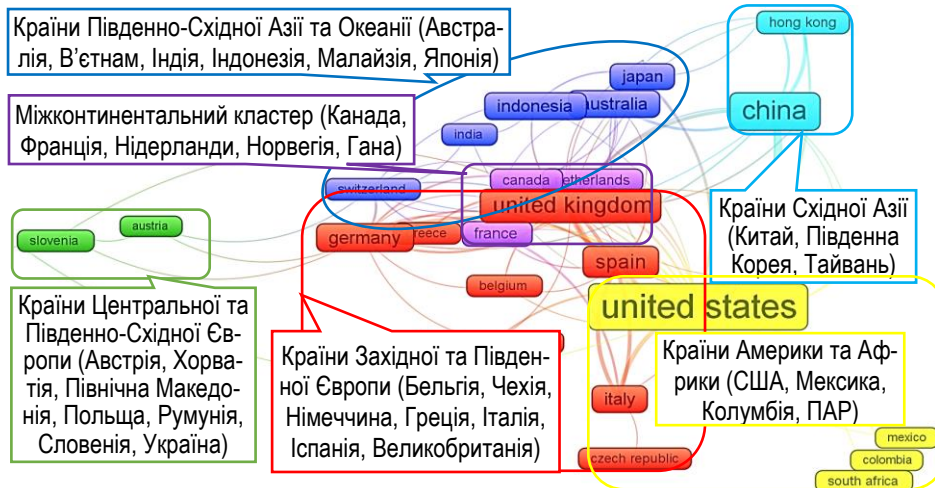 Країни Південно-Східної Азії та Океанії (Австра-
лія, В’єтнам, Індія, Індонезія, Малайзія, Японія)
Міжконтинентальний кластер (Канада,
Франція, Нідерланди, Норвегія, Гана)
hong kong
china
japan
indonesia
australia
india
switzerland
canada
etherlands
united kingdom
france
germany
reece
spain
belgium
slovenia
austria
united states
italy
czech republic
mexico
colombia
south africa
Країни Східної Азії
(Китай, Південна
Корея, Тайвань)
Країни Центральної та
Південно-Східної Єв-
ропи (Австрія, Хорва-
тія, Північна Македо-
нія, Польща, Румунія,
Словенія, Україна)
Країни Західної та Півден-
ної Європи (Бельгія, Чехія,
Німеччина, Греція, Італія,
Іспанія, Великобританія)
Країни Америки та Аф-
рики (США, Мексика,
Колумбія, ПАР)